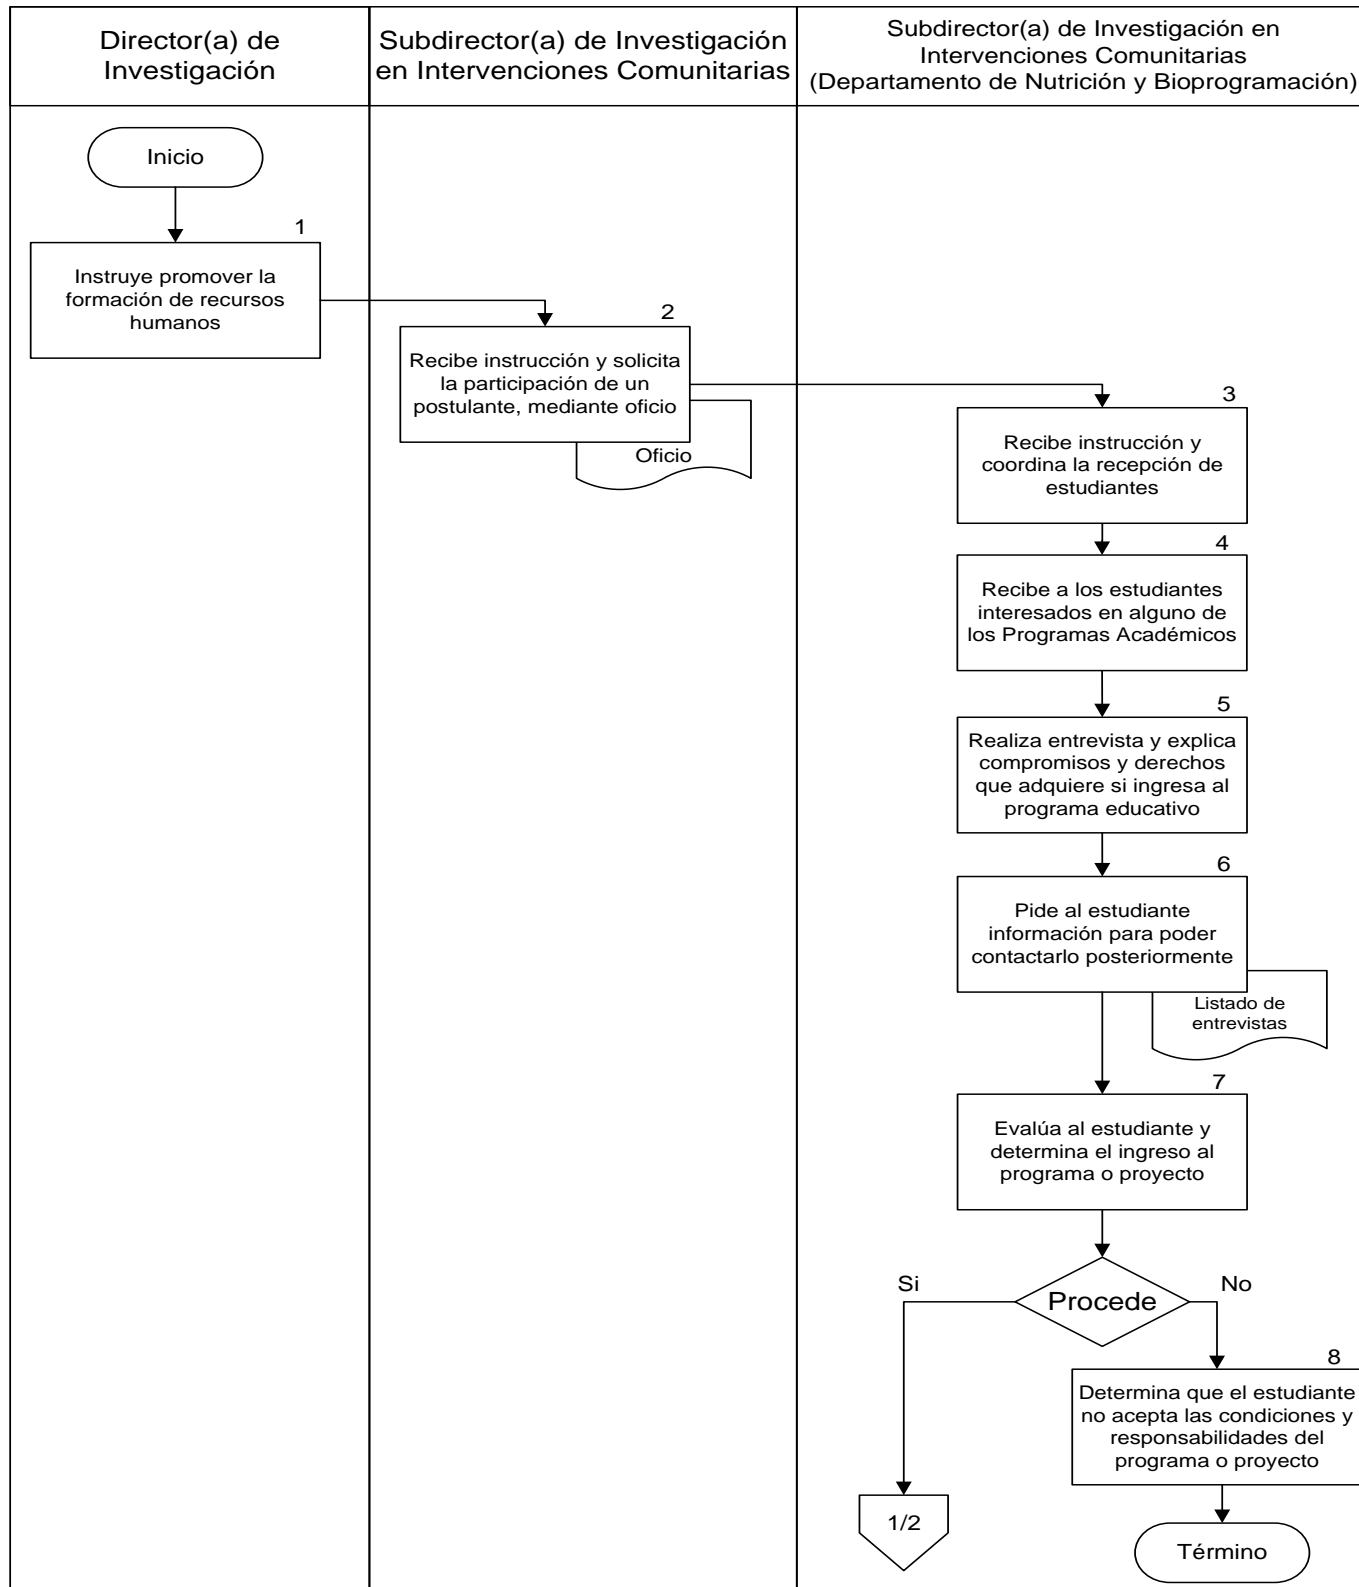 Director(a) de
Investigación
Subdirector(a) de Investigación
en Intervenciones Comunitarias
Subdirector(a) de Investigación en
Intervenciones Comunitarias
(Departamento de Nutrición y Bioprogramación)
Inicio
1
Instruye promover la
formación de recursos
humanos
2
Recibe instrucción y solicita
la participación de un
postulante, mediante oficio
Oficio
3
Recibe instrucción y
coordina la recepción de
estudiantes
4
Recibe a los estudiantes
interesados en alguno de
los Programas Académicos
5
Realiza entrevista y explica
compromisos y derechos
que adquiere si ingresa al
programa educativo
6
Pide al estudiante
información para poder
contactarlo posteriormente
Listado de
entrevistas
7
Evalúa al estudiante y
determina el ingreso al
programa o proyecto
Procede
Si
No
8
Determina que el estudiante
no acepta las condiciones y
responsabilidades del
programa o proyecto
1/2
Término